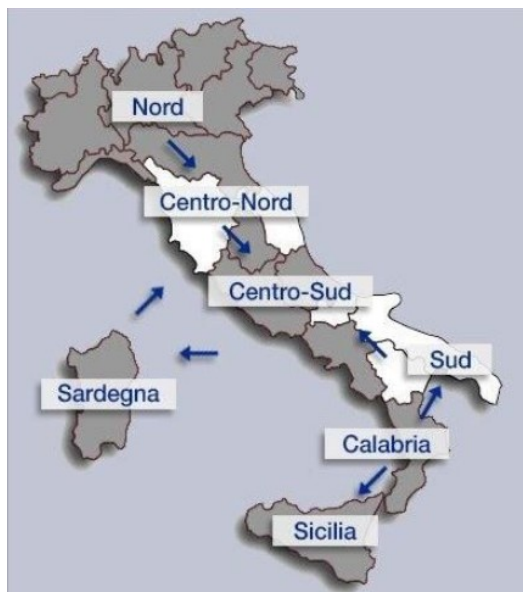 Nord
Centro-Nord
Centro-Sud
Sud
Sardegna
Calabria
Sicilia